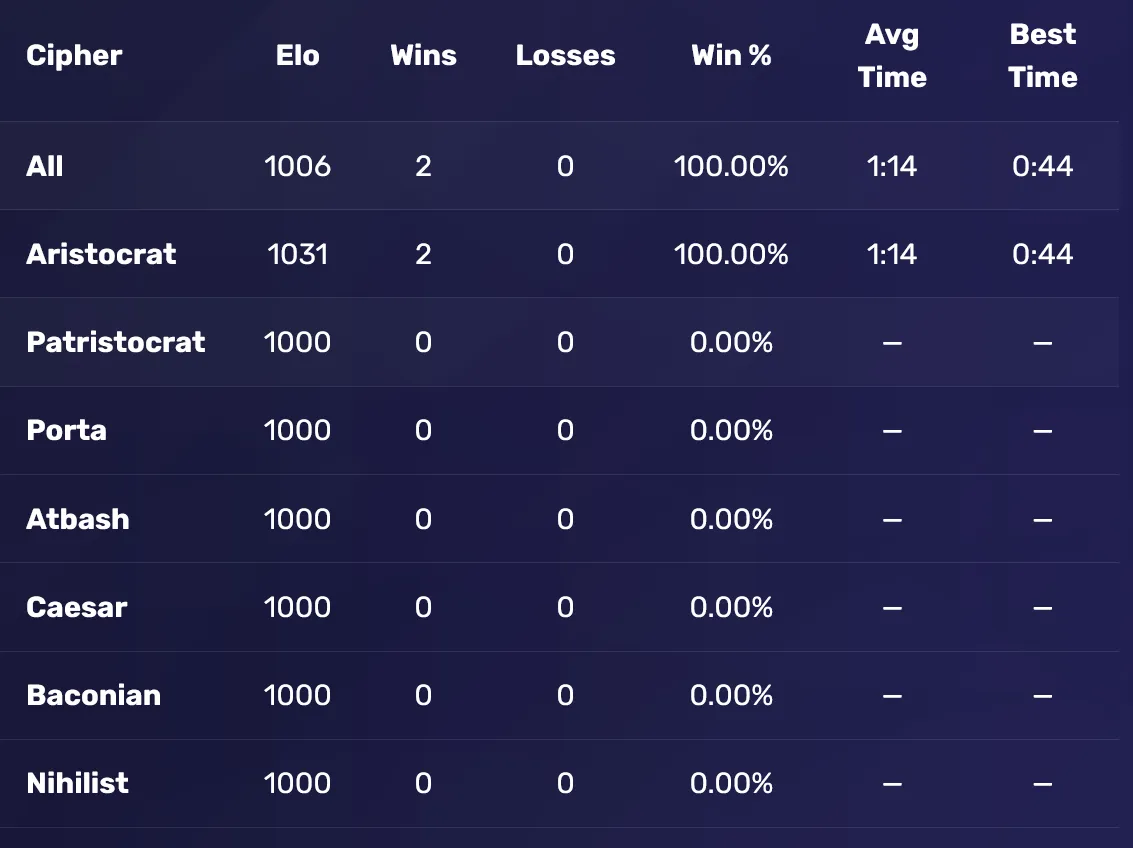 Cipher Elo Wins Losses Win % Avg Time Best Time
All 1006 2 0 100.00% 1:14 0:44
Aristocrat 1031 2 0 100.00% 1:14 0:44
Patristocrat 1000 0 0 0.00% — —
Porta 1000 0 0 0.00% — —
Atbash 1000 0 0 0.00% — —
Caesar 1000 0 0 0.00% — —
Baconian 1000 0 0 0.00% — —
Nihilist 1000 0 0 0.00% — —